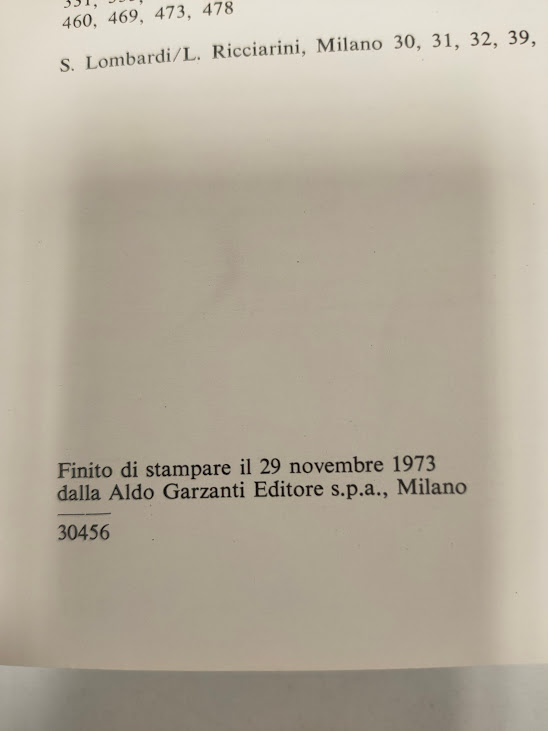 460, 469, 473, 478
S. Lombardi/L. Ricciarini, Milano 30, 31, 32, 39,
Finito di stampare il 29 novembre 1973
dalla Aldo Garzanti Editore s.p.a., Milano
30456